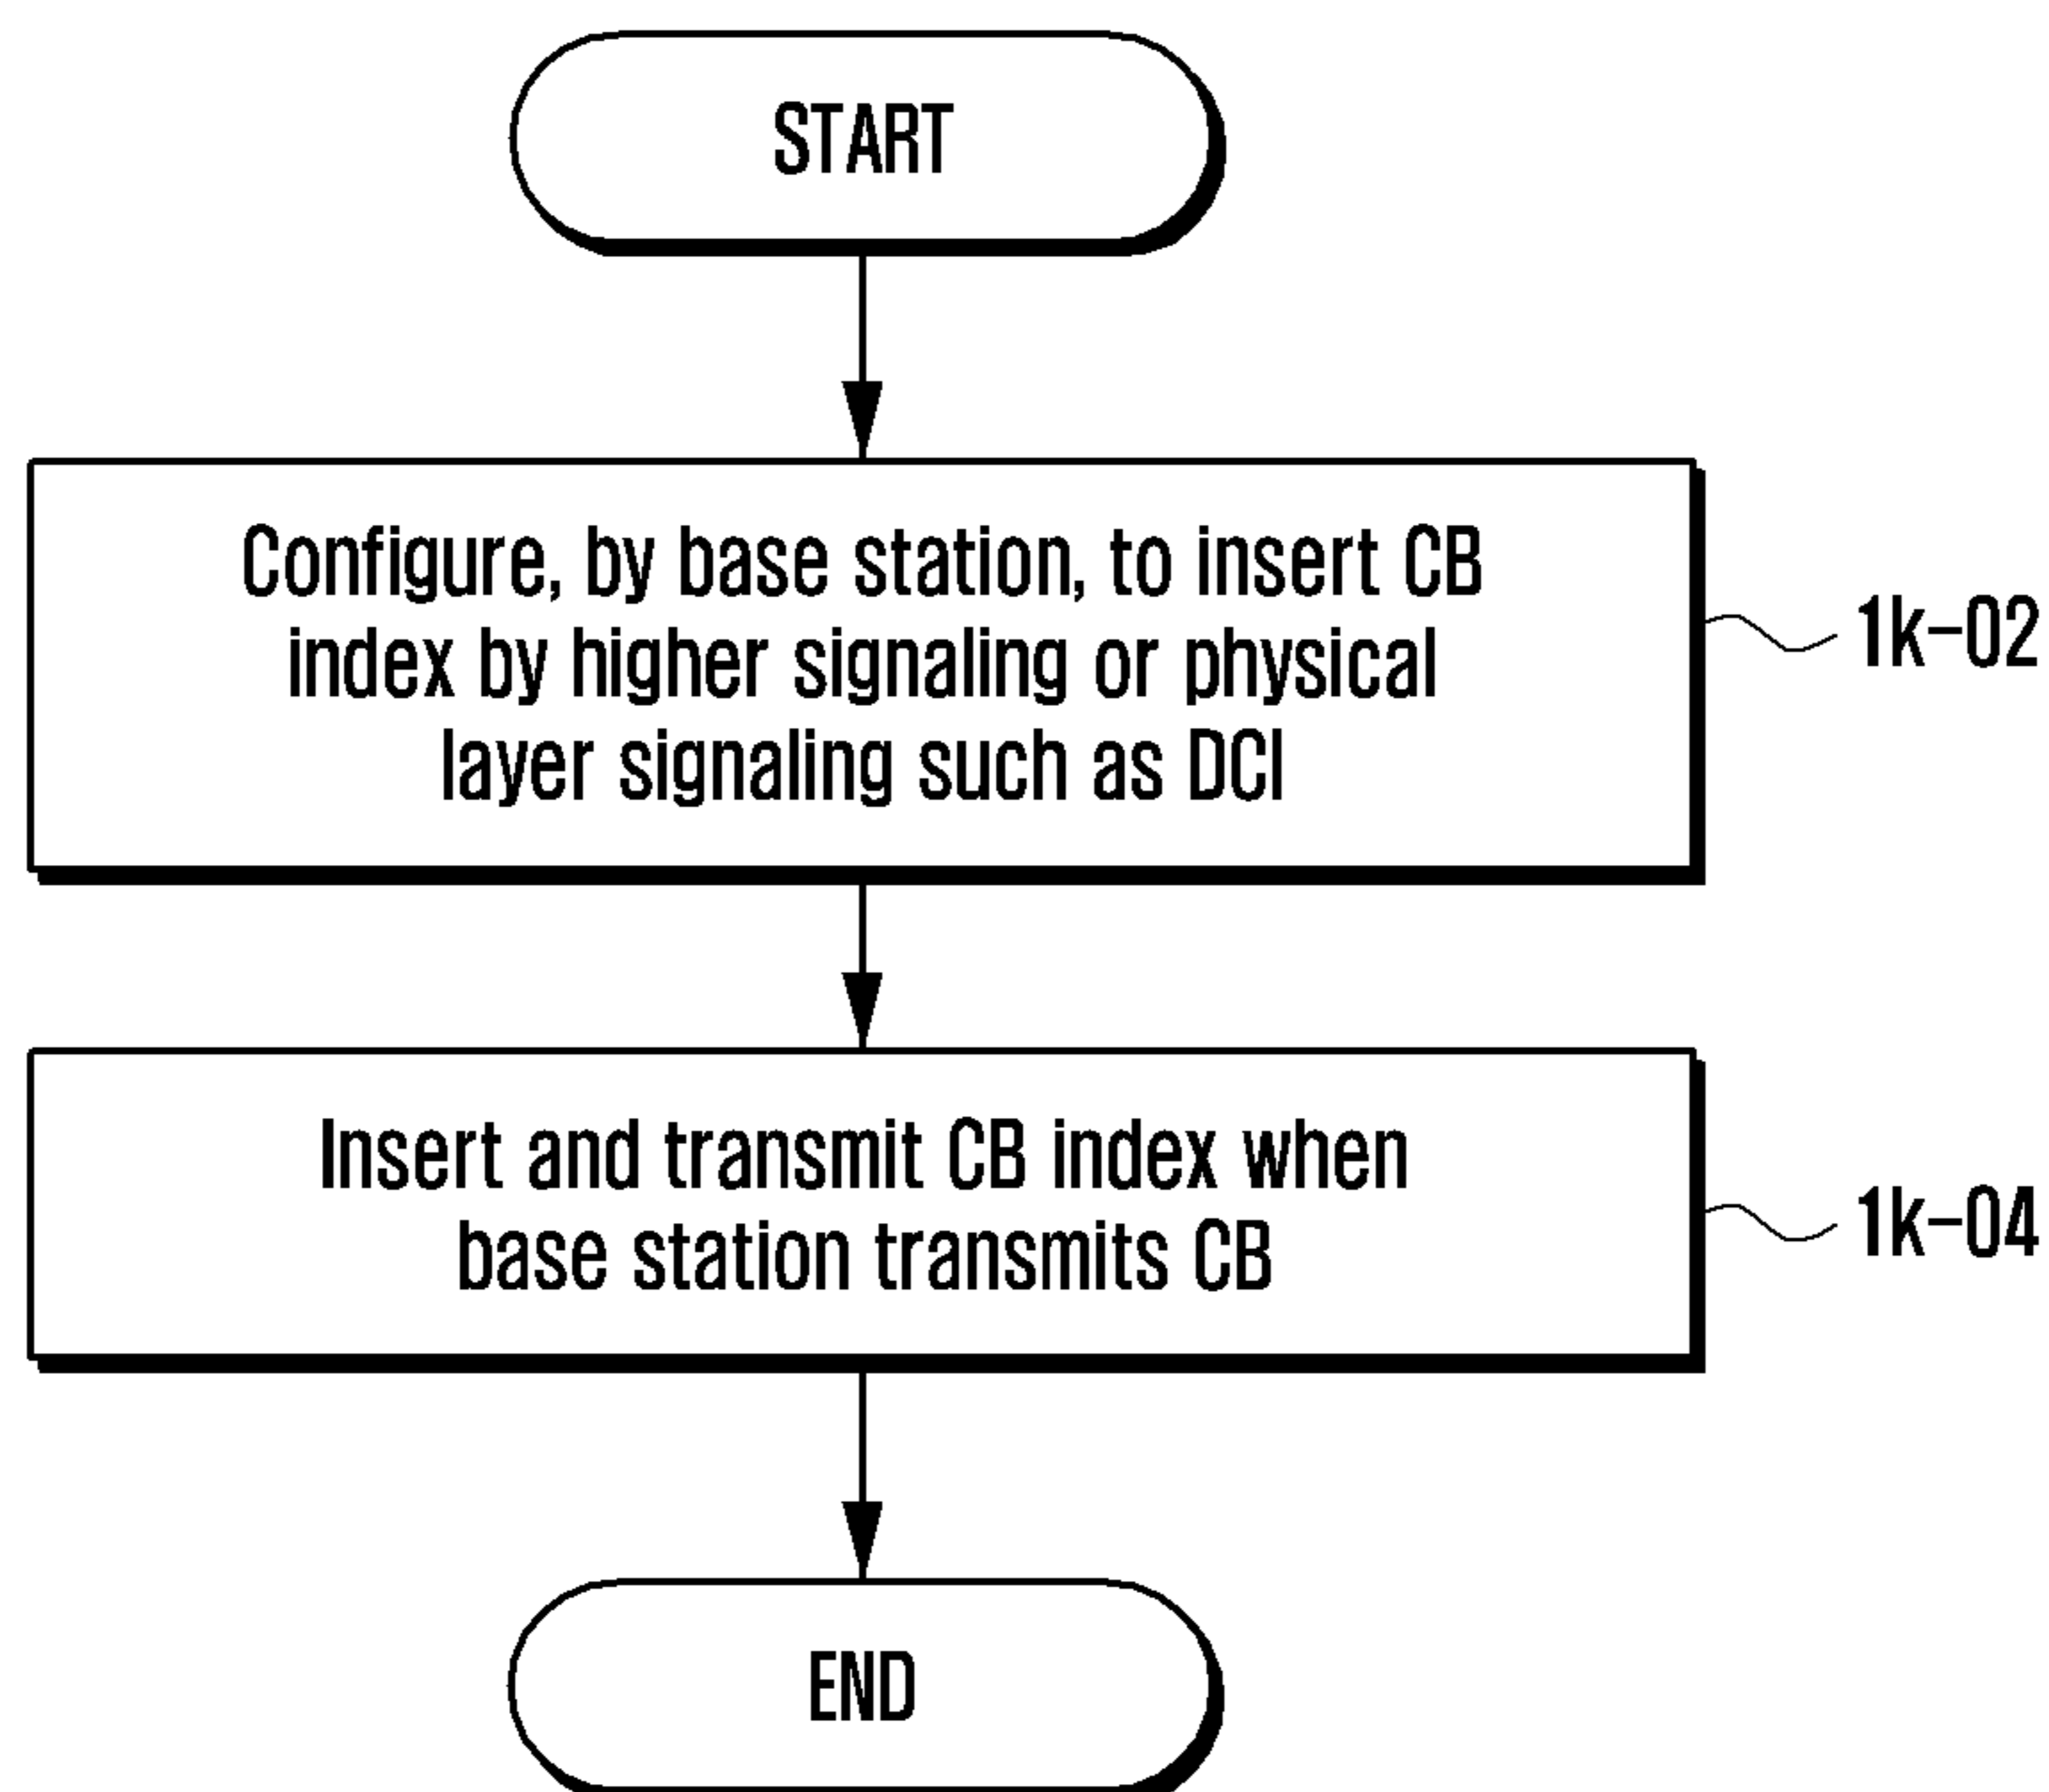 START
Configure, by base station, to insert CB
index by higher signaling or physical
layer signaling such as DCI
1k-02
Insert and transmit CB index when
base station transmits CB
1k-04
END